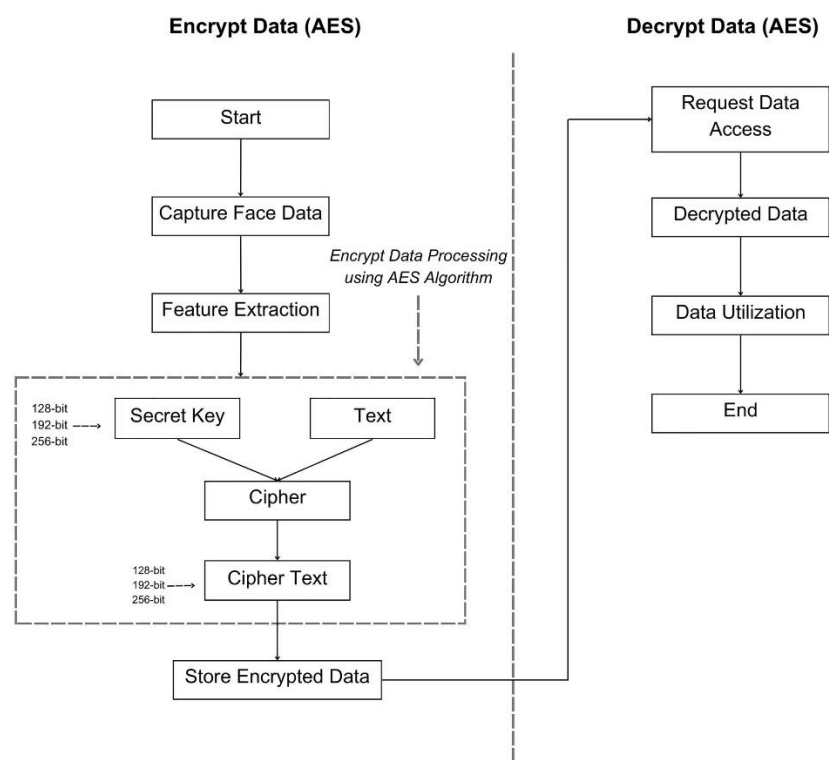 Encrypt Data (AES)
Start
Capture Face Data
Feature Extraction
Encrypt Data Processing
using AES Algorithm
128-bit
192-bit
256-bit
Secret Key
Text
Cipher
128-bit
192-bit
256-bit
Cipher Text
Store Encrypted Data
Decrypt Data (AES)
Request Data
Access
Decrypted Data
Data Utilization
End